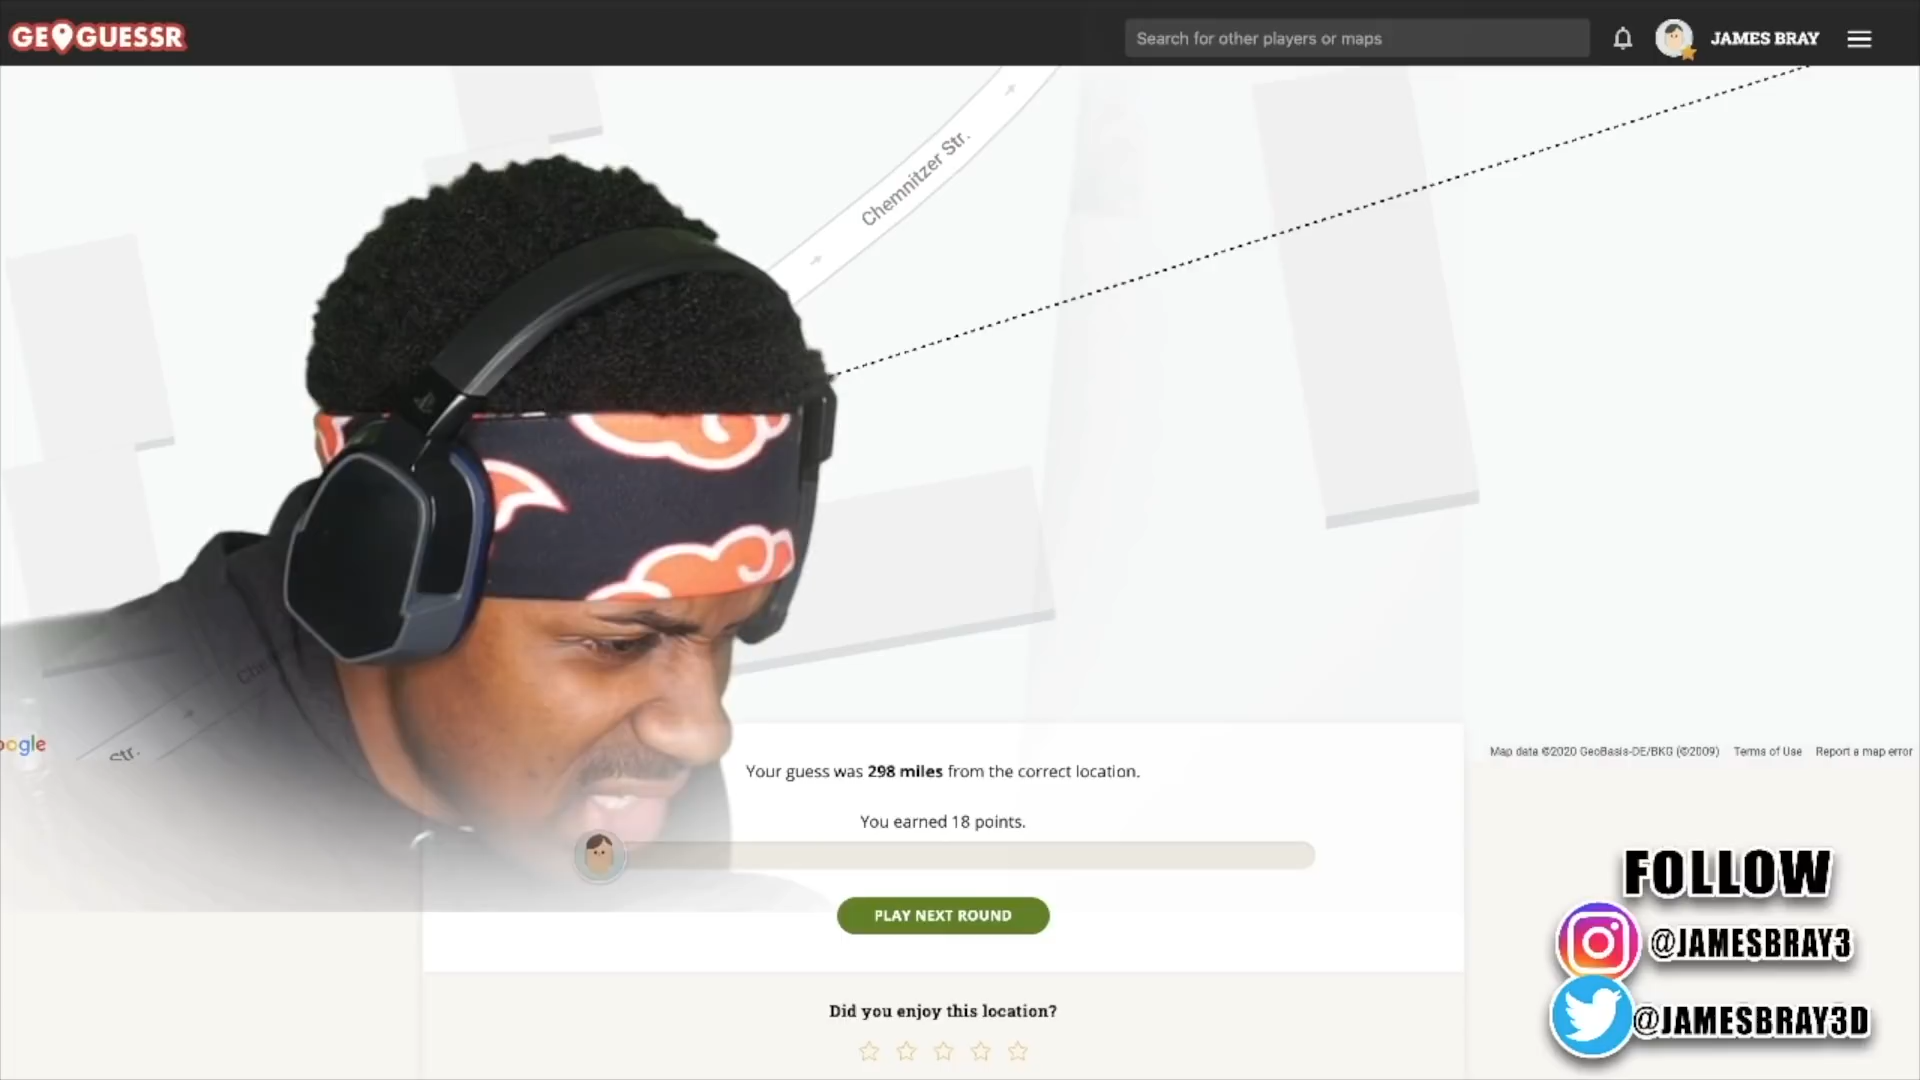 GEOGUESSR
Search for other players or maps
JAMES BRAY
Chemnitzer Str.
Str.
oogle
Map data ©2020 GeoBasis-DE/BKG (©2009) Terms of Use Report a map error
Your guess was 298 miles from the correct location.
You earned 18 points.
PLAY NEXT ROUND
Did you enjoy this location?
FOLLOW
@JAMESBRAY3
@JAMESBRAY3D